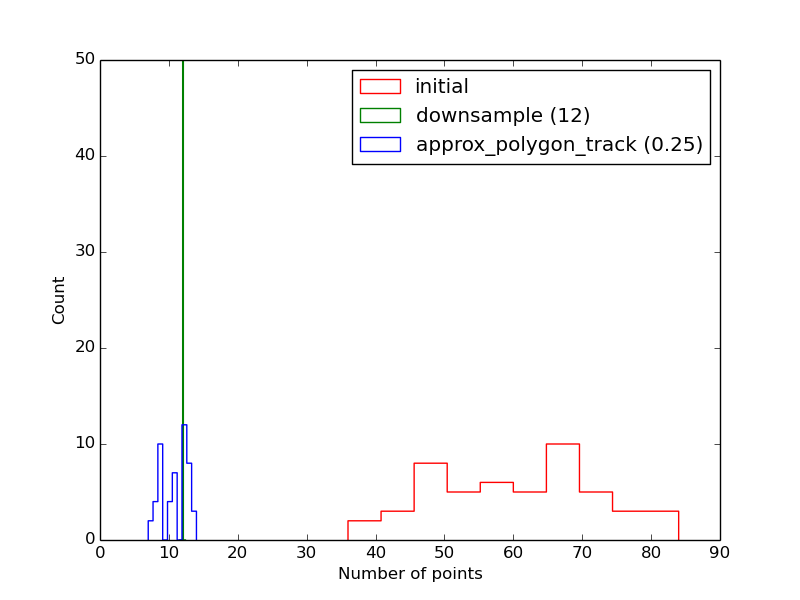 50
40
30
20
10
0
Count
initial
downsample (12)
approx_polygon_track (0.25)
0 10 20 30 40 50 60 70 80 90
Number of points